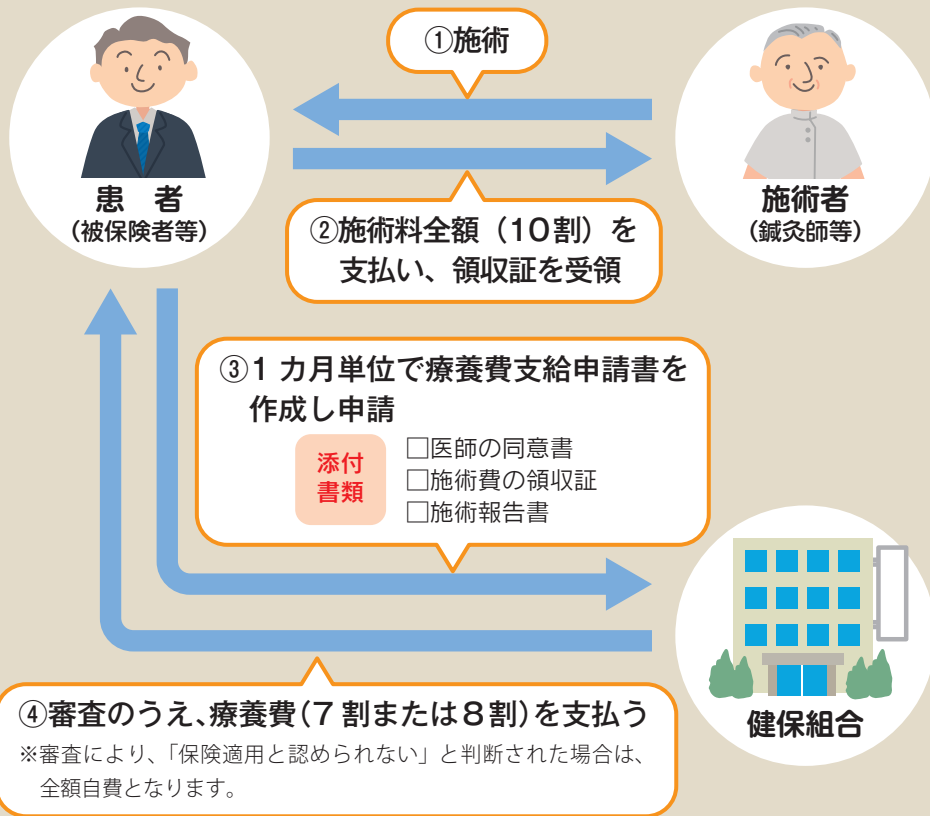 ①施術
患　者
(被保険者等)
施術者
(鍼灸師等)
②施術料全額（10割）を
支払い、領収証を受領
③1 カ月単位で療養費支給申請書を
作成し申請
添付
書類
□医師の同意書
□施術費の領収証
□施術報告書
健保組合
④審査のうえ、療養費(7 割または8割)を支払う
※審査により、「保険適用と認められない」と判断された場合は、
全額自費となります。